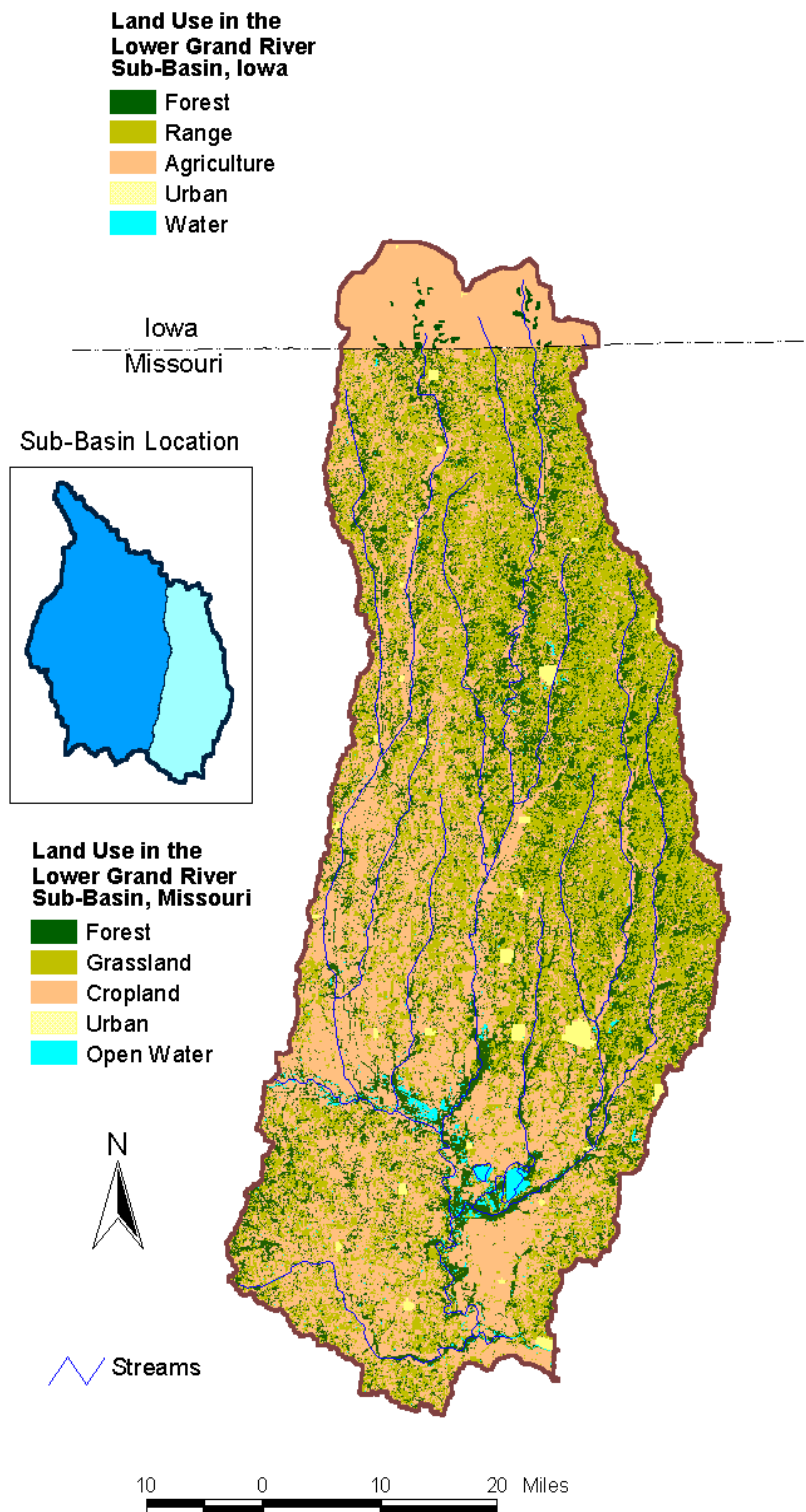 Land Use in the
Lower Grand River
Sub-Basin, Iowa
Forest
Range
Agriculture
Urban
Water
Iowa
Missouri
Sub-Basin Location
Land Use in the
Lower Grand River
Sub-Basin, Missouri
Forest
Grassland
Cropland
Urban
Open Water
N
Streams
10 0 10 20 Miles